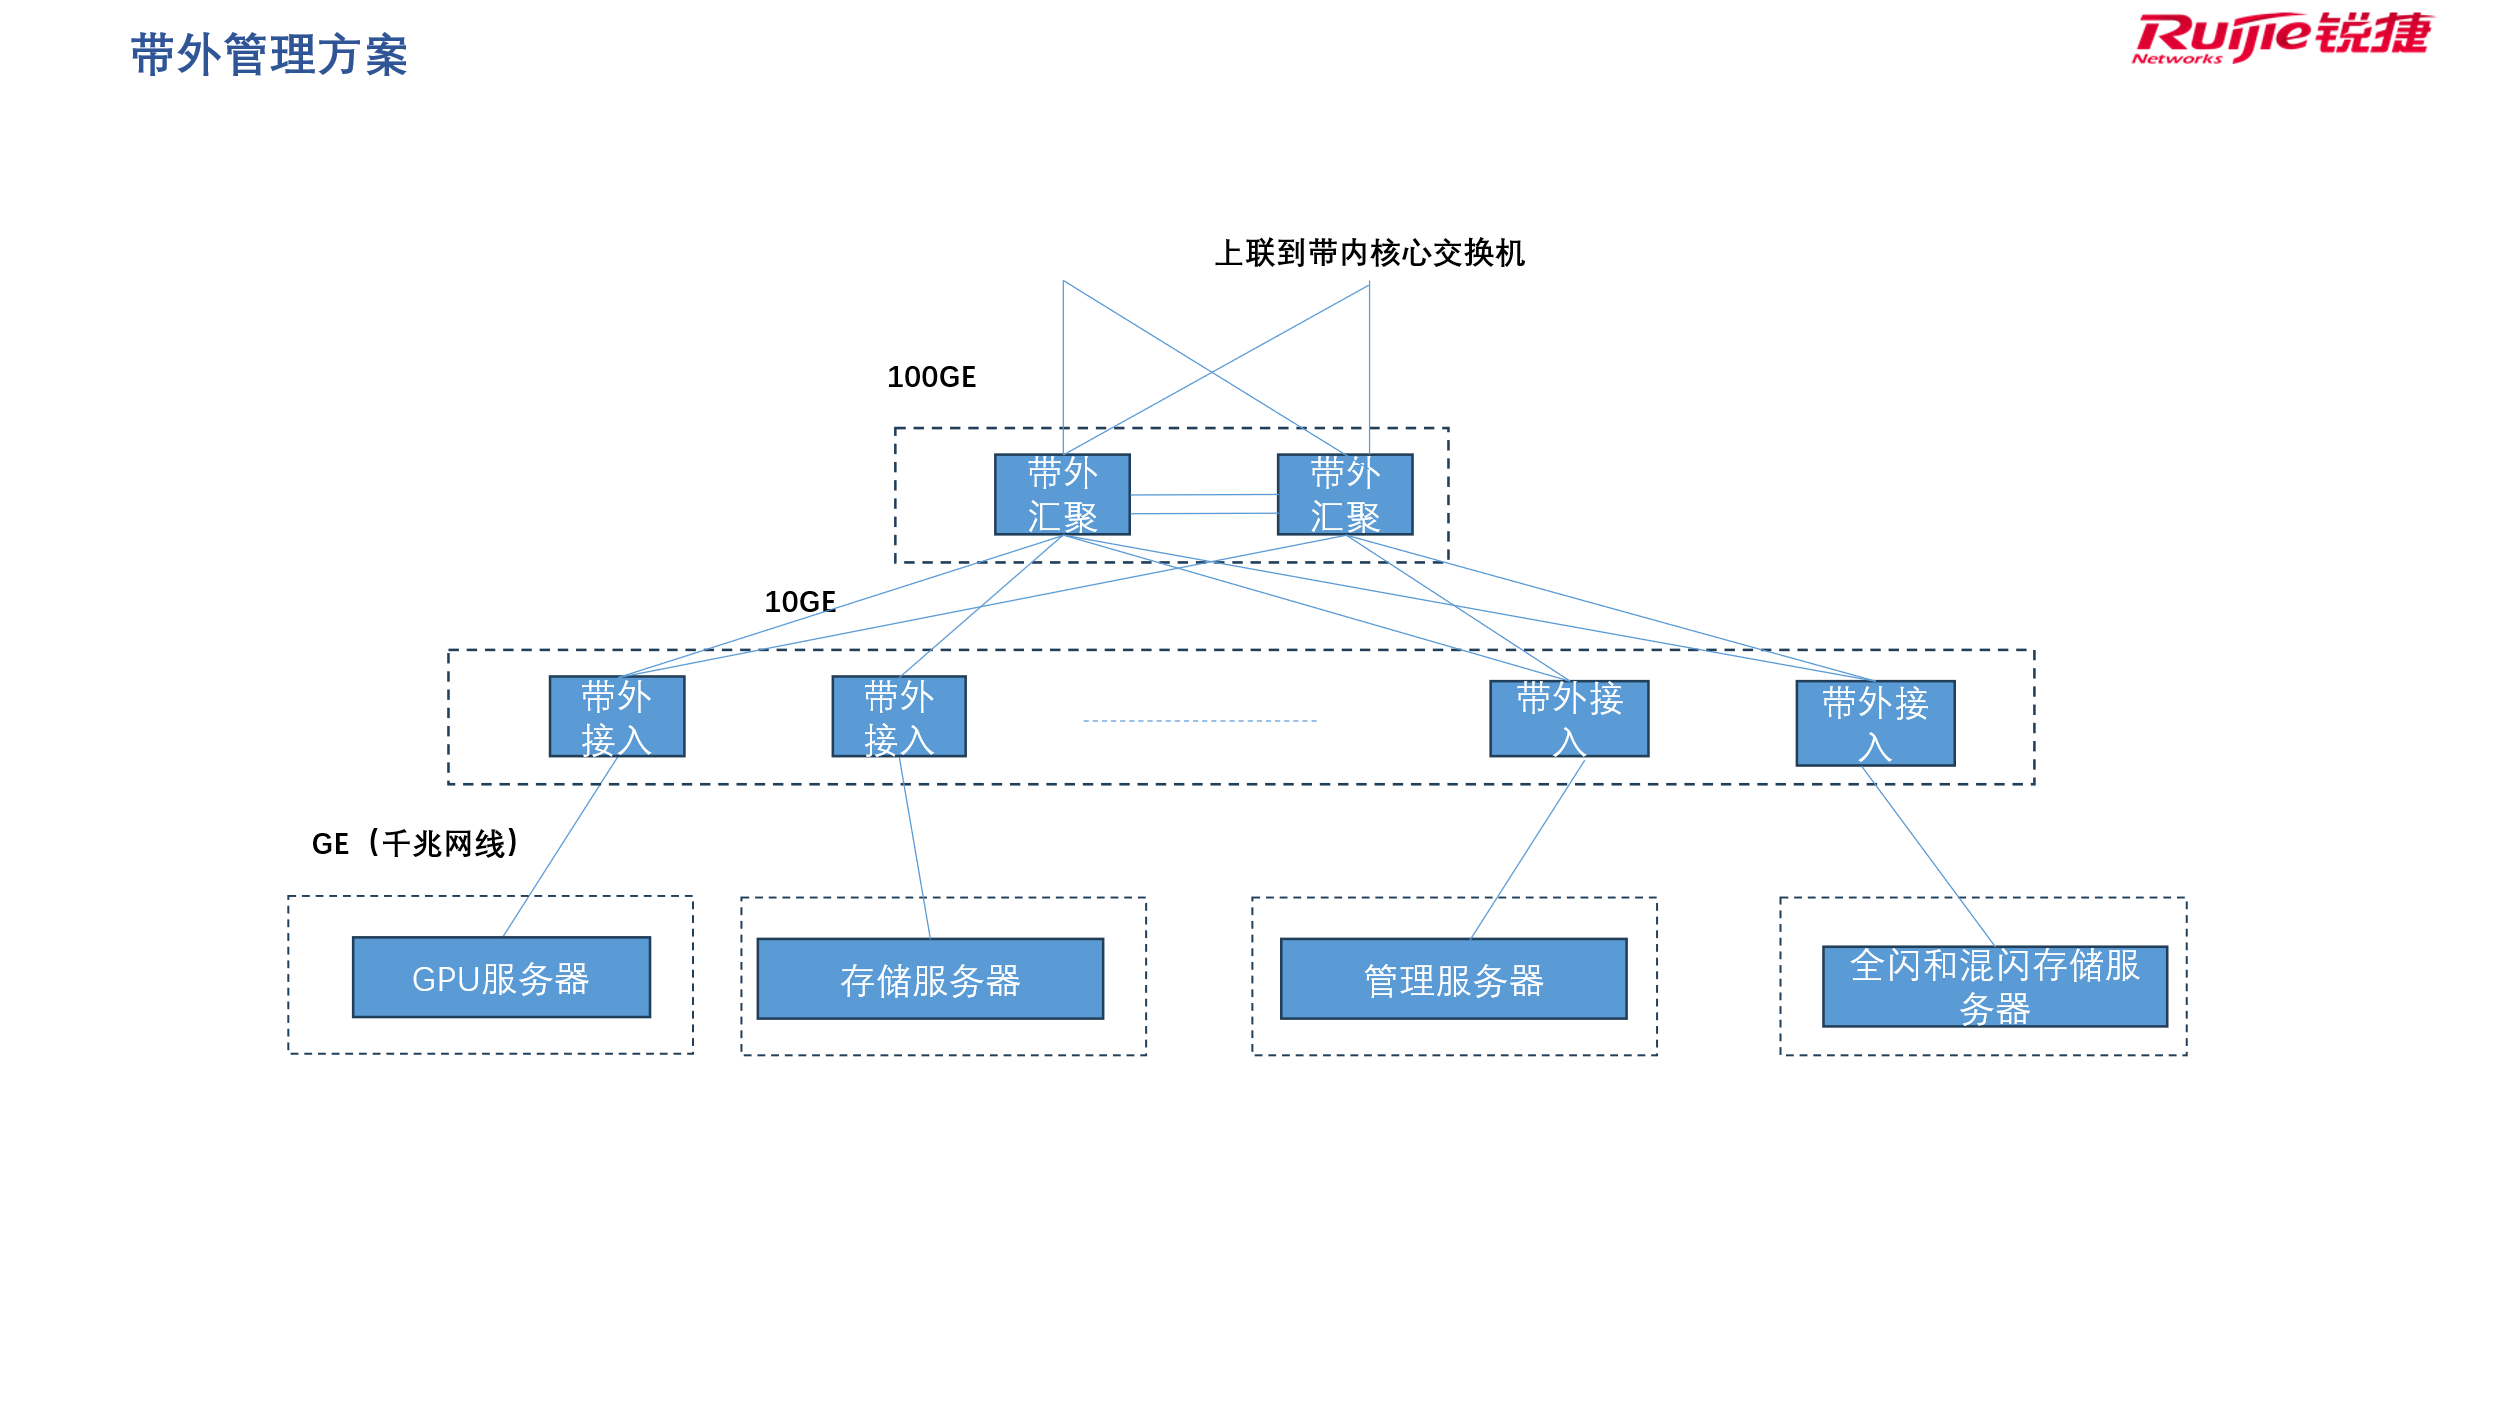 带外管理方案
Ruijie锐捷
Networks
上联到带内核心交换机
100GE
带外
汇聚
带外
汇聚
10GE
带外
接入
带外
接入
带外接
入
带外接
入
GE（千兆网线）
GPU服务器
存储服务器
管理服务器
全闪和混闪存储服
务器